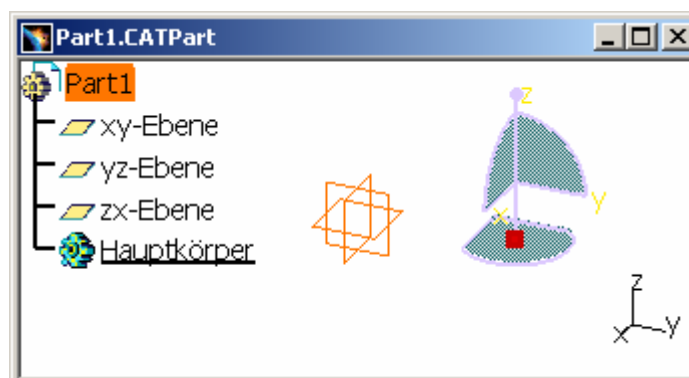 Part1.CATPart
Part1
xy-Ebene
yz-Ebene
zx-Ebene
Hauptkörper
z
y
x
z
y
x